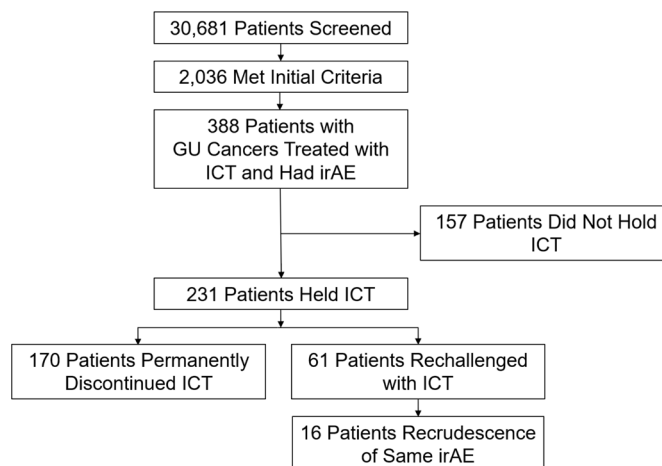 30,681 Patients Screened
2,036 Met Initial Criteria
388 Patients with
GU Cancers Treated with
ICT and Had irAE
157 Patients Did Not Hold
ICT
231 Patients Held ICT
170 Patients Permanently
Discontinued ICT
61 Patients Rechallenged
with ICT
16 Patients Recrudescence
of Same irAE